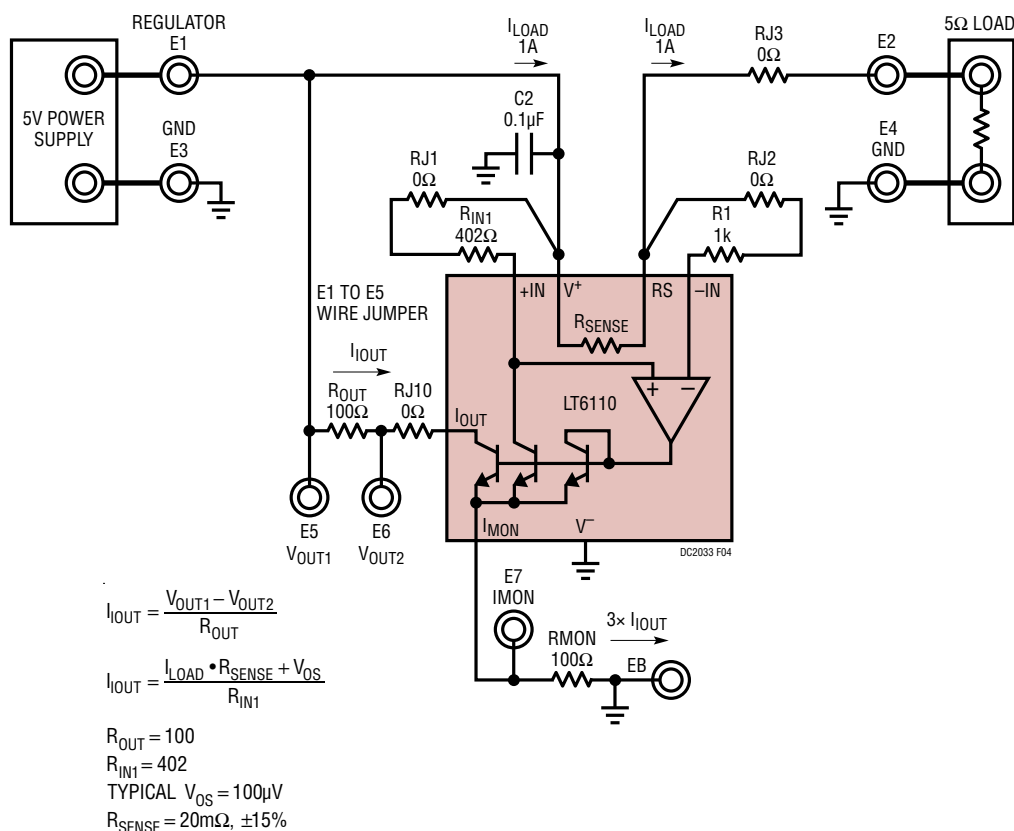 REGULATOR
E1
5V POWER
SUPPLY
GND
E3
I_LOAD
1A
I_LOAD
1A
RJ3
0Ω
E2
5Ω LOAD
C2
0.1µF
E4
GND
RJ1
0Ω
R_IN1
402Ω
RJ2
0Ω
R1
1k
E1 TO E5
WIRE JUMPER
+IN
V⁺
RS
–IN
R_SENSE
+
–
LT6110
I_IOUT
R_OUT
100Ω
RJ10
0Ω
I_OUT
E5
V_OUT1
E6
V_OUT2
I_MON
V⁻
DC2033 F04
E7
IMON
RMON
100Ω
3× I_IOUT
EB
I_IOUT = (V_OUT1 – V_OUT2) / R_OUT
I_IOUT = (I_LOAD • R_SENSE + V_OS) / R_IN1
R_OUT = 100
R_IN1 = 402
TYPICAL V_OS = 100µV
R_SENSE = 20mΩ, ±15%